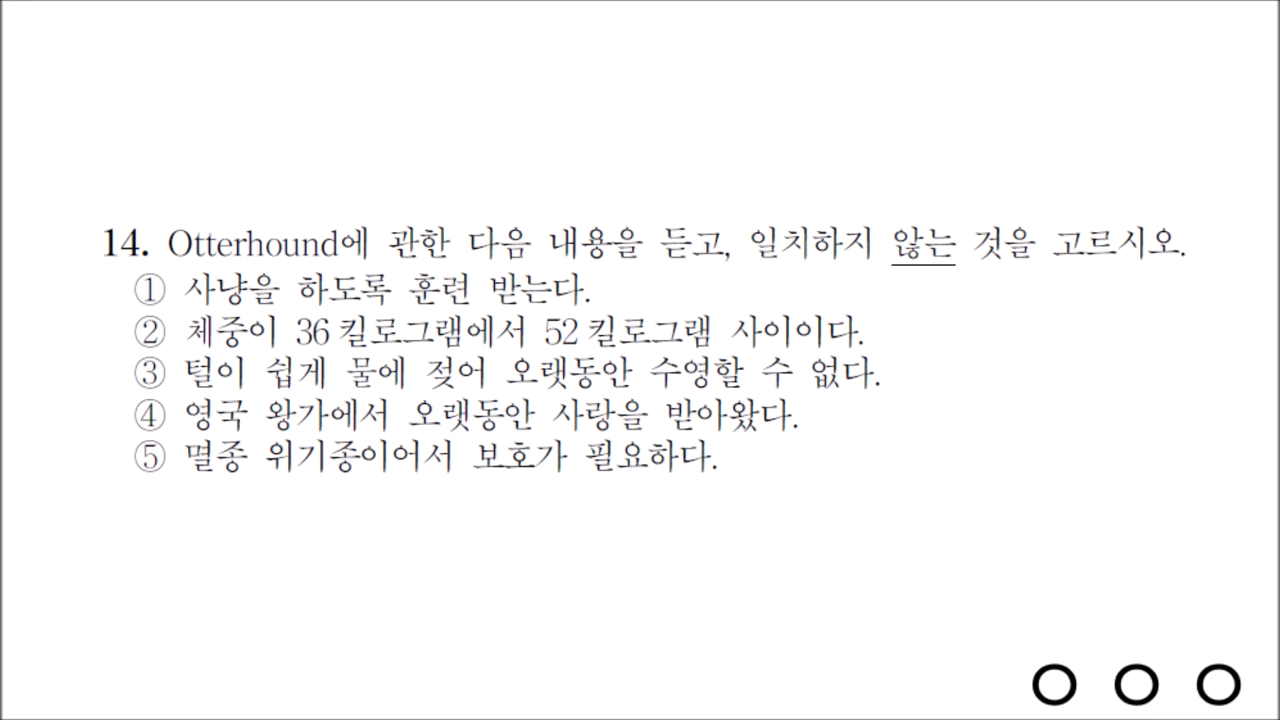 14. Otterhound에 관한 다음 내용을 듣고, 일치하지 않는 것을 고르시오.
① 사냥을 하도록 훈련 받는다.
② 체중이 36킬로그램에서 52킬로그램 사이이다.
③ 털이 쉽게 물에 젖어 오랫동안 수영할 수 없다.
④ 영국 왕가에서 오랫동안 사랑을 받아왔다.
⑤ 멸종 위기종이어서 보호가 필요하다.